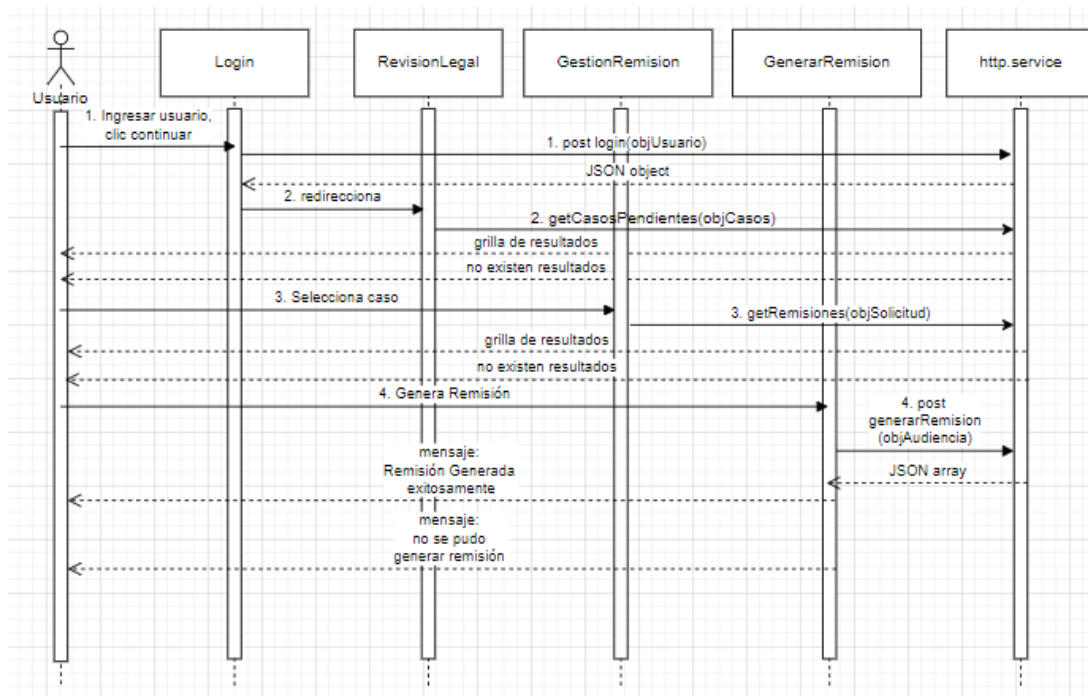 Login
RevisionLegal
GestionRemision
GenerarRemision
http.service
Usuario
1. Ingresar usuario,
clic continuar
1. post login(objUsuario)
JSON object
2. redirecciona
2. getCasosPendientes(objCasos)
grilla de resultados
no existen resultados
3. Selecciona caso
3. getRemisiones(objSolicitud)
grilla de resultados
no existen resultados
4. Genera Remisión
4. post
generarRemision
(objAudiencia)
mensaje:
Remisión Generada
exitosamente
JSON array
mensaje:
no se pudo
generar remisión